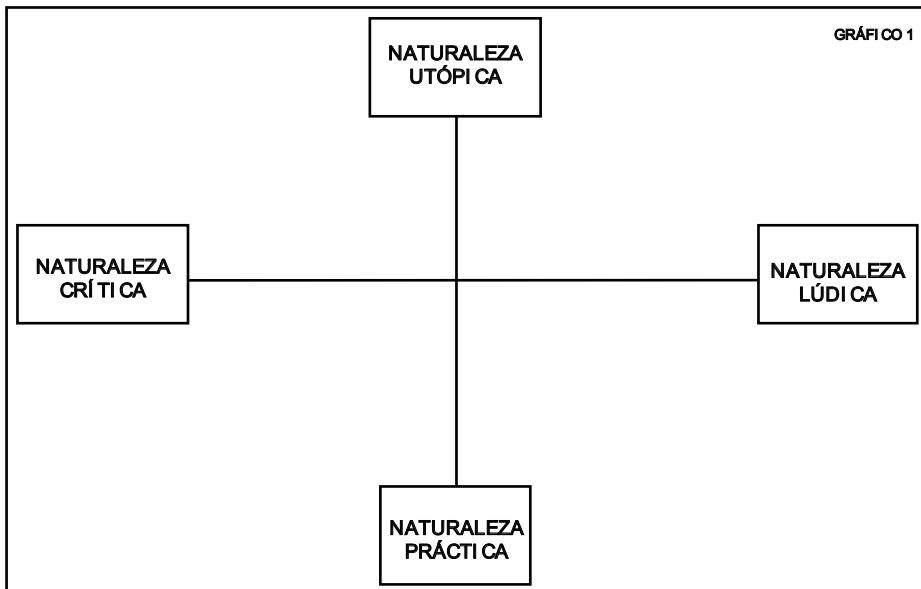 GRÁFICO 1
NATURALEZA
UTÓPICA
NATURALEZA
CRÍTICA
NATURALEZA
LÚDICA
NATURALEZA
PRÁCTICA